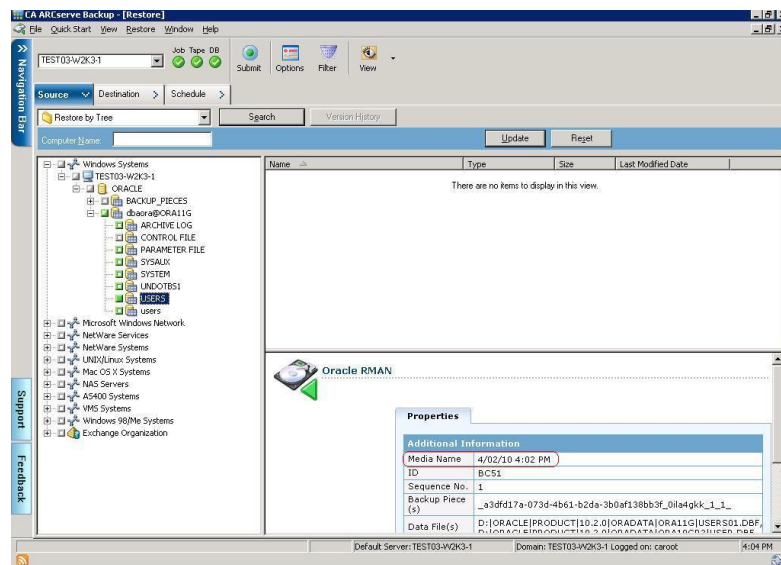 CA ARCserve Backup - [Restore]
File Quick Start View Restore Window Help
TEST03-W2K3-1
Job Tape DB
Submit Options Filter View
Source Destination Schedule
Restore by Tree Search Version History
Computer Name: Update Reset
Navigation Bar
Windows Systems
TEST03-W2K3-1
ORACLE
BACKUP_PIECES
dbaora@ORA11G
ARCHIVE LOG
CONTROL FILE
PARAMETER FILE
SYSAUX
SYSTEM
UNDOTBS1
USERS
users
Microsoft Windows Network
NetWare Services
NetWare Systems
UNIX/Linux Systems
Mac OS X Systems
NAS Servers
AS400 Systems
VMS Systems
Windows 98/Me Systems
Exchange Organization
Support
Feedback
Name Type Size Last Modified Date
There are no items to display in this view.
Oracle RMAN
Properties
Additional Information
Media Name 4/02/10 4:02 PM
ID BC51
Sequence No. 1
Backup Piece(s) _a3dfd17a-073d-4b61-b2da-3b0af138bb3f_0ila4gkk_1_1_
Data File(s) D:|ORACLE|PRODUCT|10.2.0|ORADATA|ORA11G|USERS01.DBF,
Default Server: TEST03-W2K3-1 Domain: TEST03-W2K3-1 Logged on: caroot 4:04 PM